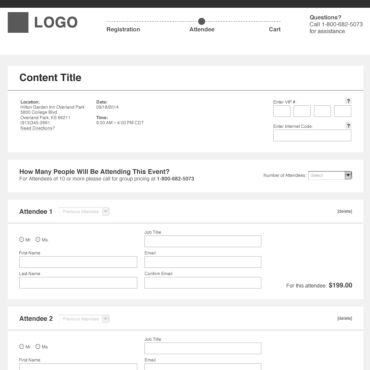 LOGO
Registration
Attendee
Cart
Questions?
Call 1-800-682-5073
for assistance
Content Title
Location:
Hilton Garden Inn Overland Park
5800 College Blvd
Overland Park, KS 66211
(913)345-2661
Need Directions?
Date:
09/18/2014
Time:
9:00 AM – 4:00 PM CDT
Enter VIP #: ?
Enter Internet Code: ?
How Many People Will Be Attending This Event?
For Attendees of 10 or more please call for group pricing at 1-800-682-5073
Number of Attendees: Select
Attendee 1 Previous Attendee [delete]
Mr Ms
Job Title
First Name
Email
Last Name
Confirm Email
For this attendee: $199.00
Attendee 2 Previous Attendee [delete]
Mr Ms
Job Title
First Name
Email